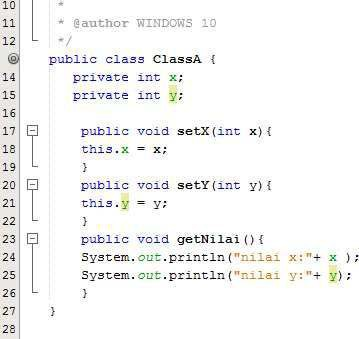 10 *
11 * @author WINDOWS 10
12 */
public class ClassA {
14 private int x;
15 private int y;
16
17 public void setX(int x){
18 this.x = x;
19 }
20 public void setY(int y){
21 this.y = y;
22 }
23 public void getNilai(){
24 System.out.println("nilai x:"+ x );
25 System.out.println("nilai y:"+ y);
26 }
27 }
28